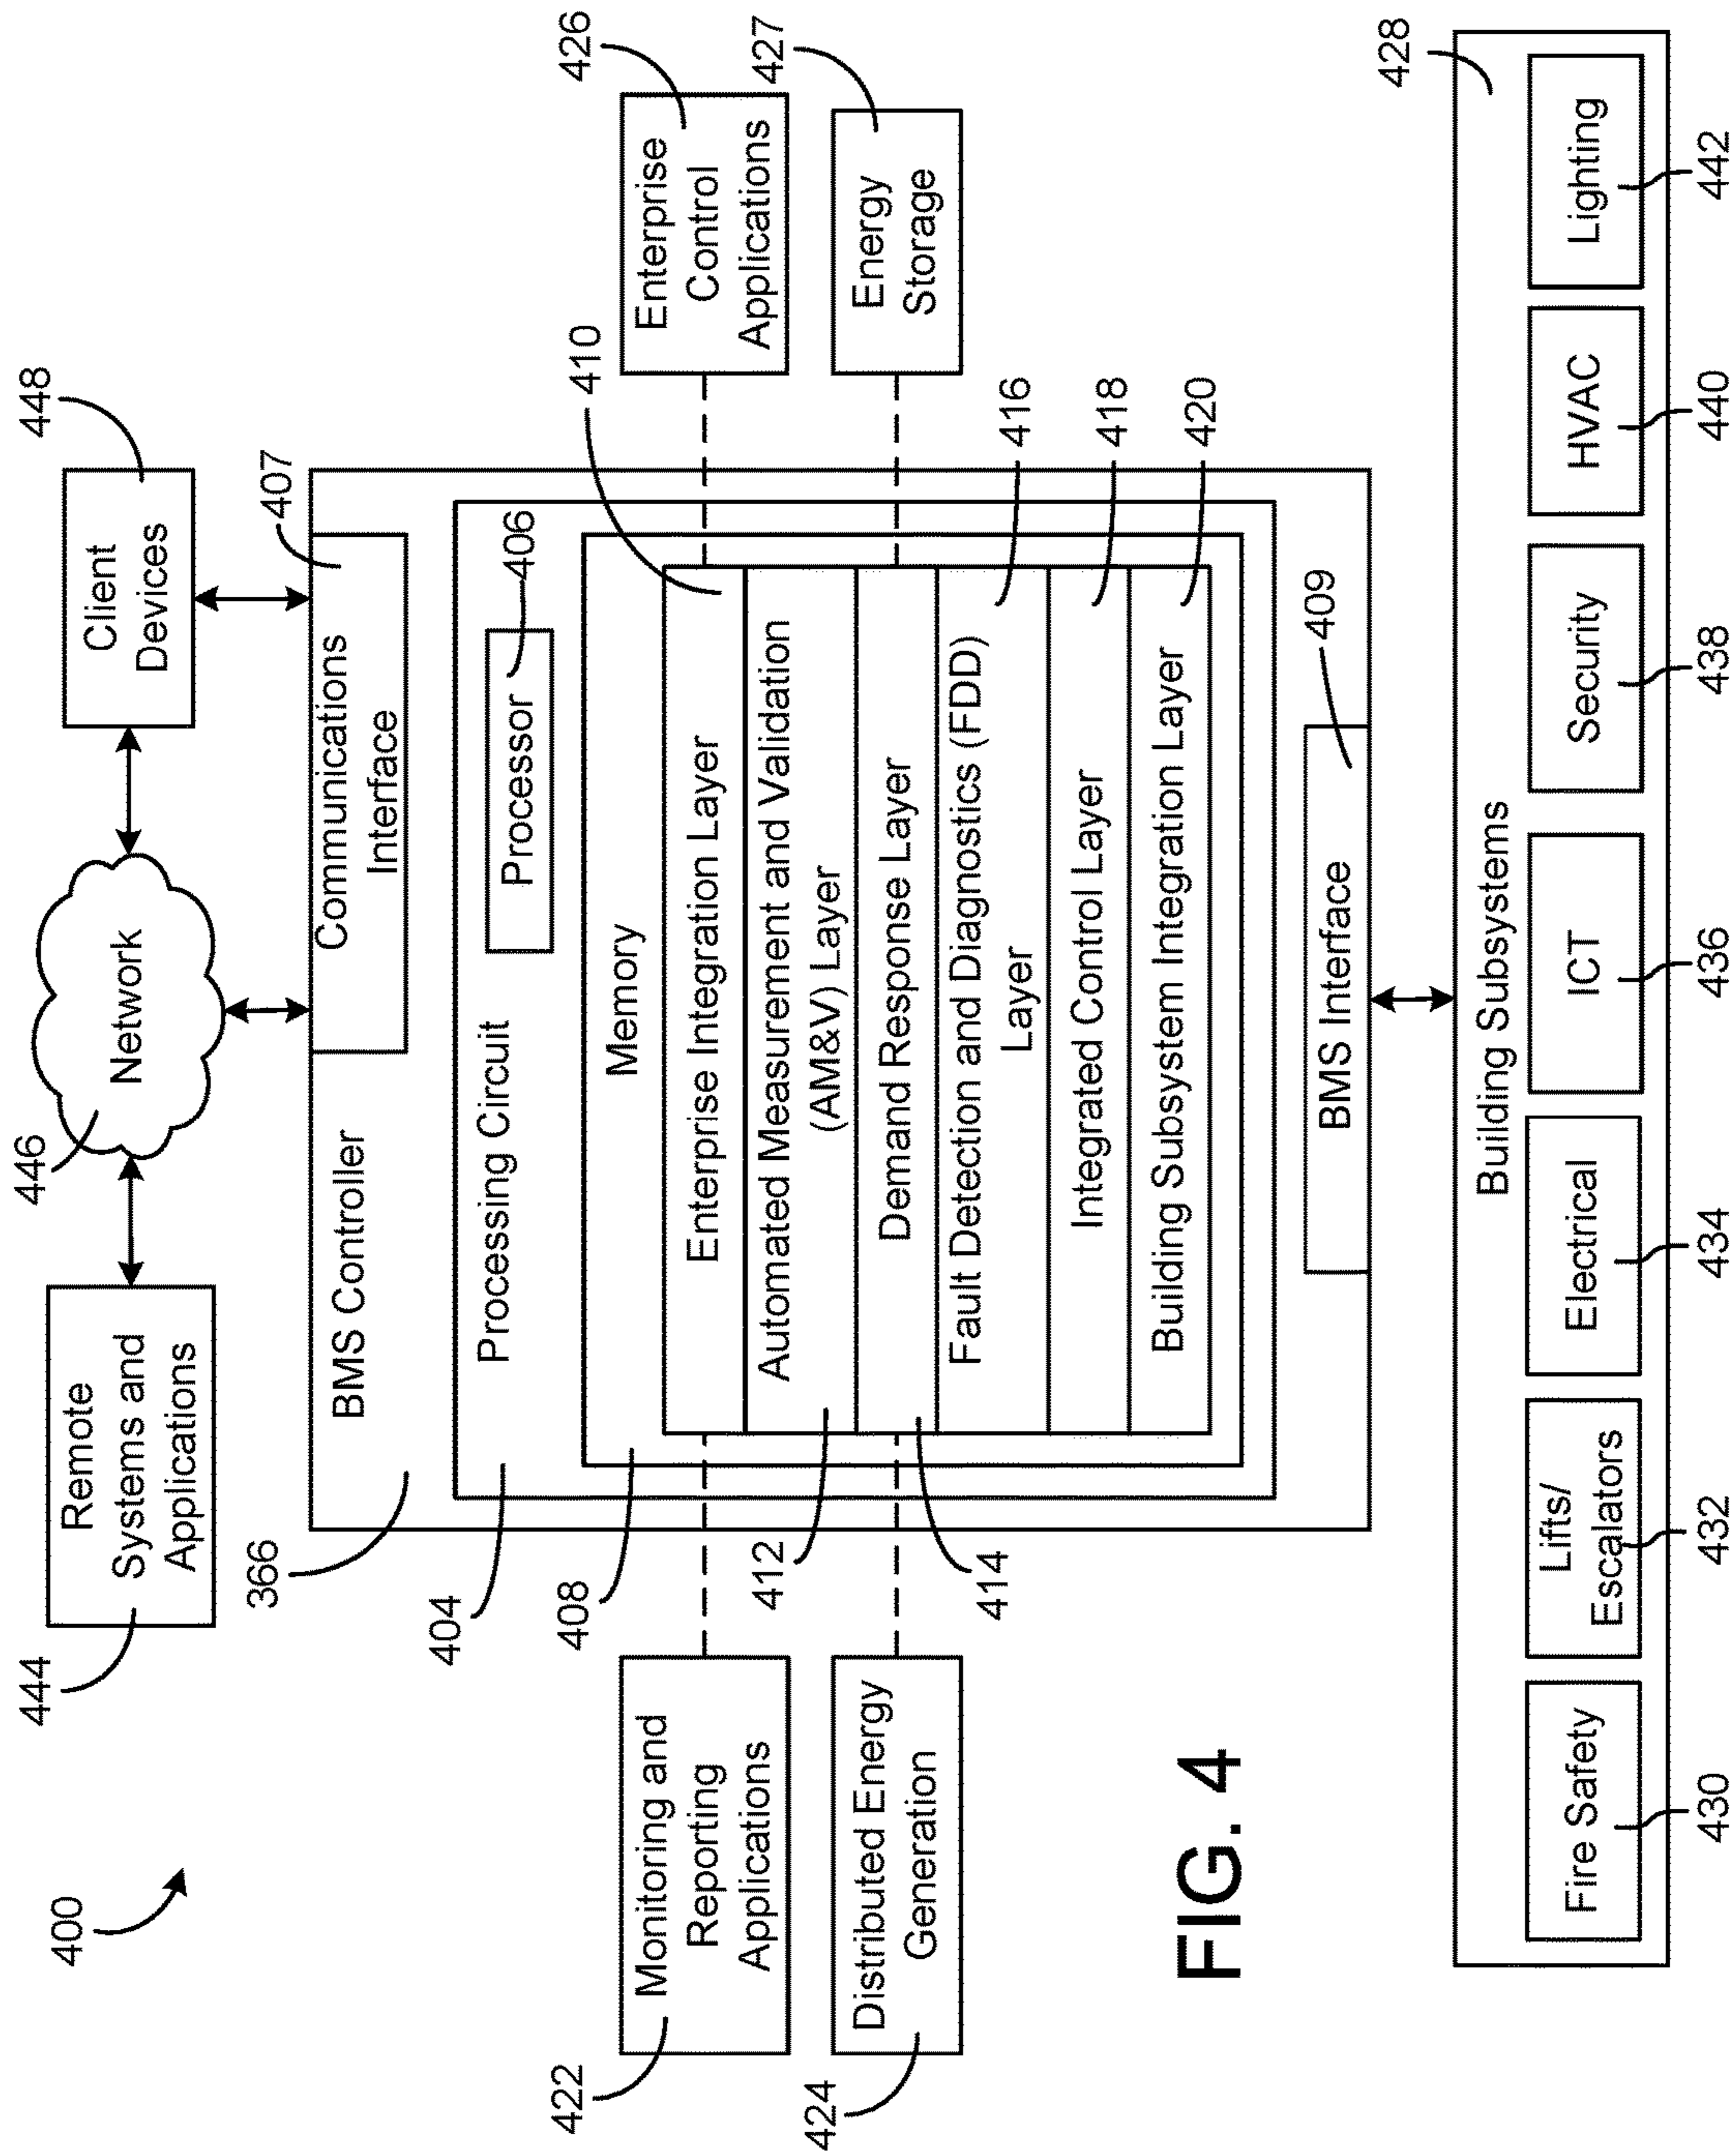 400
444
Remote
Systems and
Applications
446
Network
Client
Devices
448
366
BMS Controller
Communications
Interface
407
404
Processing Circuit
Processor
406
408
Memory
410
Enterprise Integration Layer
Automated Measurement and Validation
(AM&V) Layer
412
Demand Response Layer
414
Fault Detection and Diagnostics (FDD)
Layer
416
Integrated Control Layer
418
Building Subsystem Integration Layer
420
422
Monitoring and
Reporting
Applications
424
Distributed Energy
Generation
Enterprise
Control
Applications
426
Energy
Storage
427
BMS Interface
409
FIG. 4
Building Subsystems
428
Fire Safety
Lifts/
Escalators
Electrical
ICT
Security
HVAC
Lighting
430
432
434
436
438
440
442